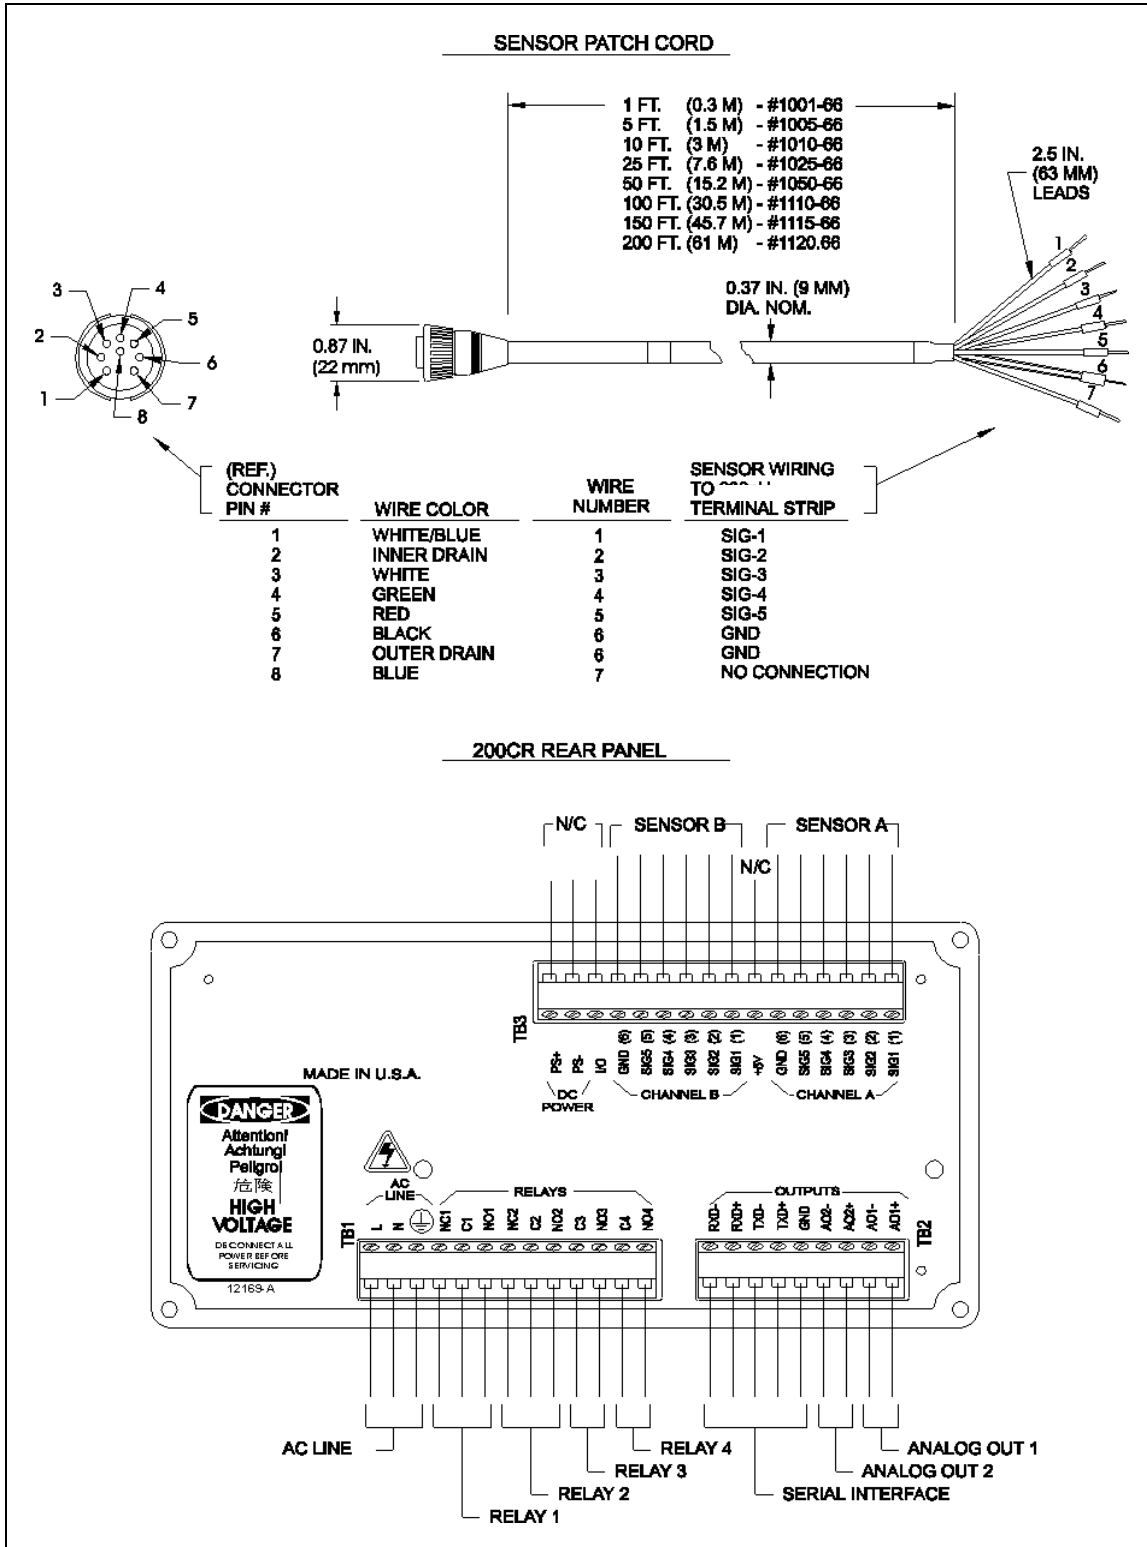 SENSOR PATCH CORD
1 FT. (0.3 M) - #1001-66
5 FT. (1.5 M) - #1005-66
10 FT. (3 M) - #1010-66
25 FT. (7.6 M) - #1025-66
50 FT. (15.2 M) - #1050-66
100 FT. (30.5 M) - #1110-66
150 FT. (45.7 M) - #1115-66
200 FT. (61 M) - #1120.66
2.5 IN.
(63 MM)
LEADS
0.37 IN. (9 MM)
DIA. NOM.
0.87 IN.
(22 mm)
1
2
3
4
5
6
7
8
1
2
3
4
5
6
7
(REF.)
CONNECTOR
PIN #
WIRE COLOR
WIRE
NUMBER
SENSOR WIRING
TO
TERMINAL STRIP
1 WHITE/BLUE 1 SIG-1
2 INNER DRAIN 2 SIG-2
3 WHITE 3 SIG-3
4 GREEN 4 SIG-4
5 RED 5 SIG-5
6 BLACK 6 GND
7 OUTER DRAIN 6 GND
8 BLUE 7 NO CONNECTION
200CR REAR PANEL
N/C SENSOR B N/C SENSOR A
TB3
PS+ PS- I/O GND (6) SIG5 (5) SIG4 (4) SIG3 (3) SIG2 (2) SIG1 (1) +5V GND (6) SIG5 (5) SIG4 (4) SIG3 (3) SIG2 (2) SIG1 (1)
DC
POWER
CHANNEL B
CHANNEL A
MADE IN U.S.A.
DANGER
Attention!
Achtung!
Peligro!
危険
HIGH
VOLTAGE
DISCONNECT ALL
POWER BEFORE
SERVICING
12169-A
AC
LINE
RELAYS
TB1
L N NC1 C1 NO1 NC2 C2 NO2 C3 NO3 C4 NO4
OUTPUTS
RXD- RXD+ TXD- TXD+ GND AO2- AO2+ AO1- AO1+
TB2
AC LINE
RELAY 1
RELAY 2
RELAY 3
RELAY 4
SERIAL INTERFACE
ANALOG OUT 2
ANALOG OUT 1